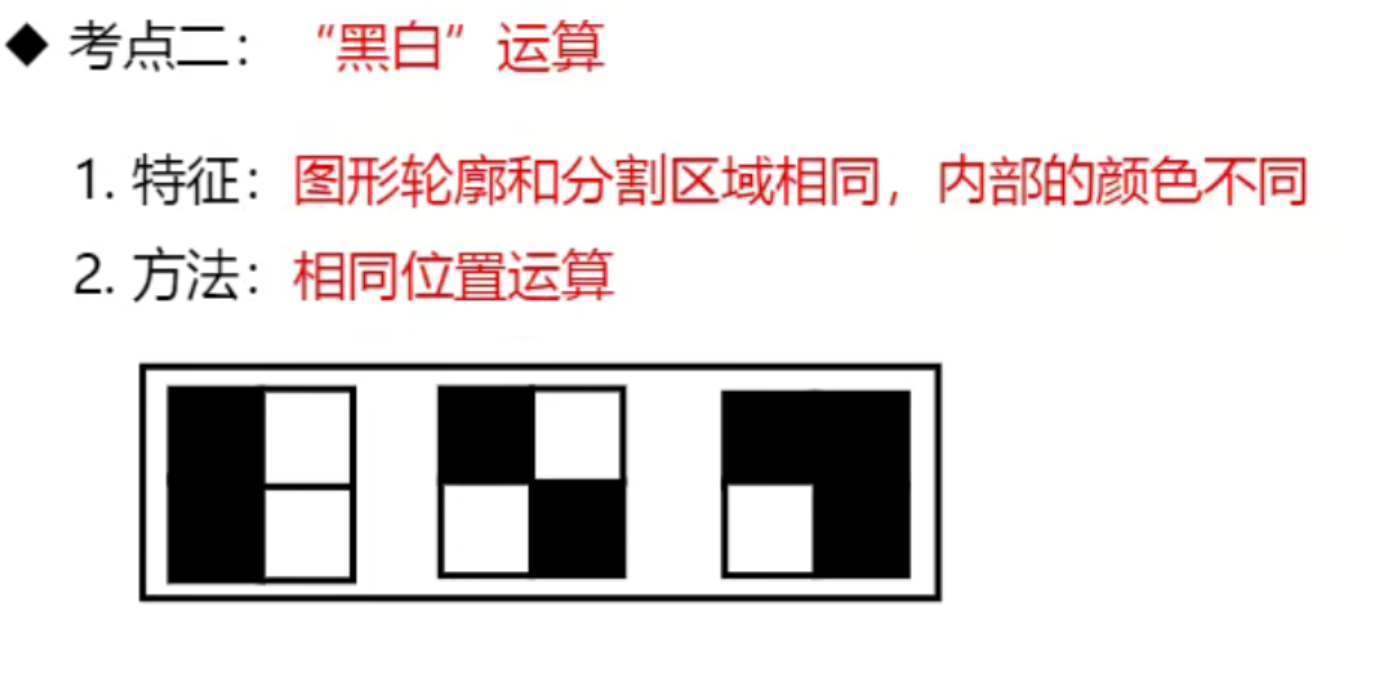 ◆ 考点二：“黑白”运算
1. 特征：图形轮廓和分割区域相同，内部的颜色不同
2. 方法：相同位置运算